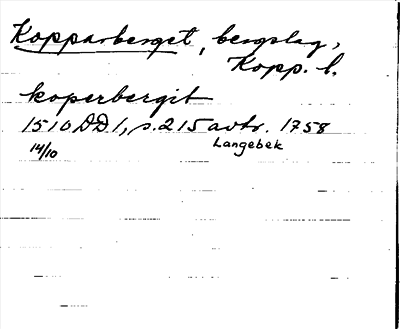 Kopparberget, bergslag,
Kopp. l.
koperbergit
1510 DD 1, s. 215 avtr. 1758
14/10 Langebek